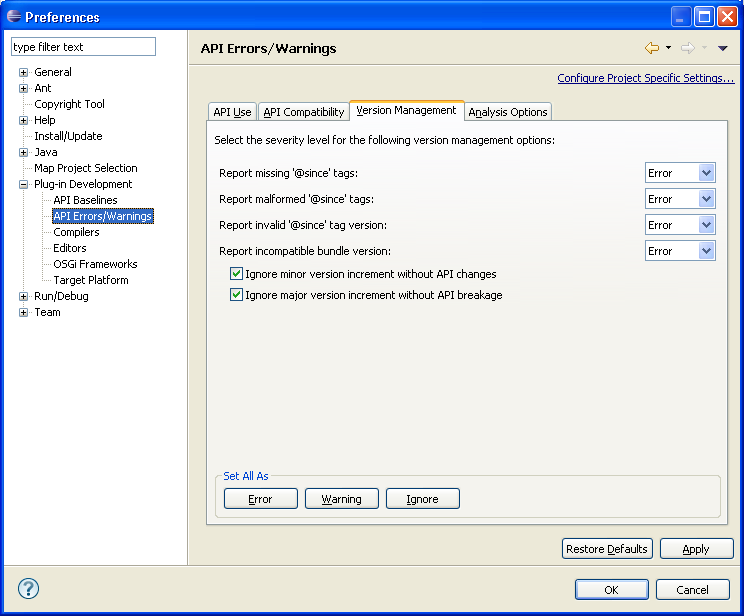 Preferences
type filter text
General
Ant
Copyright Tool
Help
Install/Update
Java
Map Project Selection
Plug-in Development
API Baselines
API Errors/Warnings
Compilers
Editors
OSGi Frameworks
Target Platform
Run/Debug
Team
API Errors/Warnings
Configure Project Specific Settings...
API Use API Compatibility Version Management Analysis Options
Select the severity level for the following version management options:
Report missing '@since' tags: Error
Report malformed '@since' tags: Error
Report invalid '@since' tag version: Error
Report incompatible bundle version: Error
Ignore minor version increment without API changes
Ignore major version increment without API breakage
Set All As
Error Warning Ignore
Restore Defaults Apply
? OK Cancel